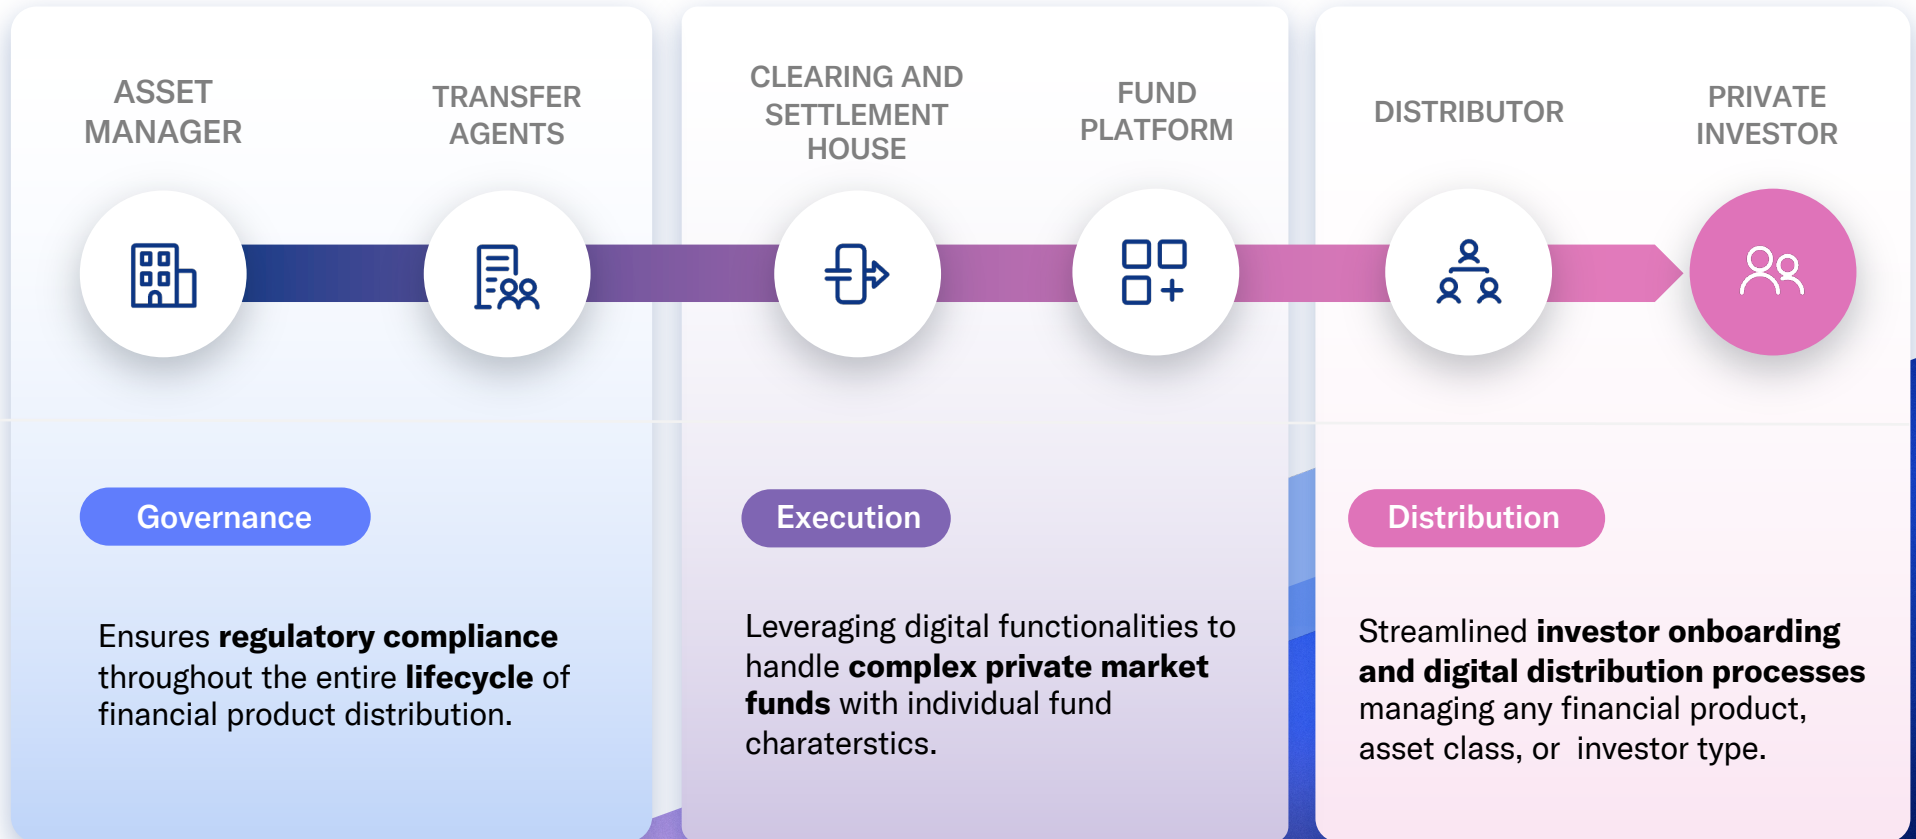 ASSET
MANAGER
TRANSFER
AGENTS
CLEARING AND
SETTLEMENT
HOUSE
FUND
PLATFORM
DISTRIBUTOR
PRIVATE
INVESTOR
Governance
Ensures regulatory compliance
throughout the entire lifecycle of
financial product distribution.
Execution
Leveraging digital functionalities to
handle complex private market
funds with individual fund
charaterstics.
Distribution
Streamlined investor onboarding
and digital distribution processes
managing any financial product,
asset class, or investor type.